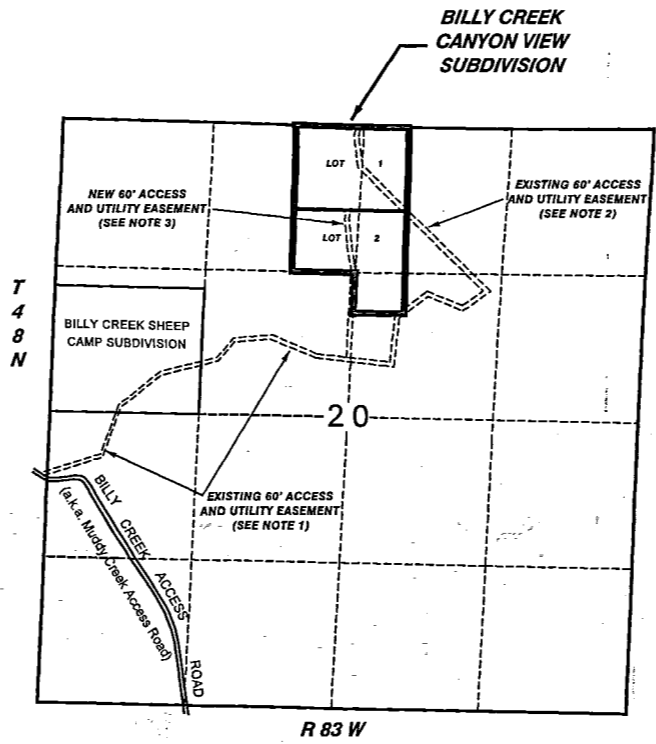 BILLY CREEK
CANYON VIEW
SUBDIVISION
LOT 1
NEW 60' ACCESS
AND UTILITY EASEMENT
(SEE NOTE 3)
EXISTING 60' ACCESS
AND UTILITY EASEMENT
(SEE NOTE 2)
LOT 2
T
4
8
N
BILLY CREEK SHEEP
CAMP SUBDIVISION
20
EXISTING 60' ACCESS
AND UTILITY EASEMENT
(SEE NOTE 1)
BILLY CREEK ACCESS ROAD
(a.k.a. Muddy Creek Access Road)
R 83 W